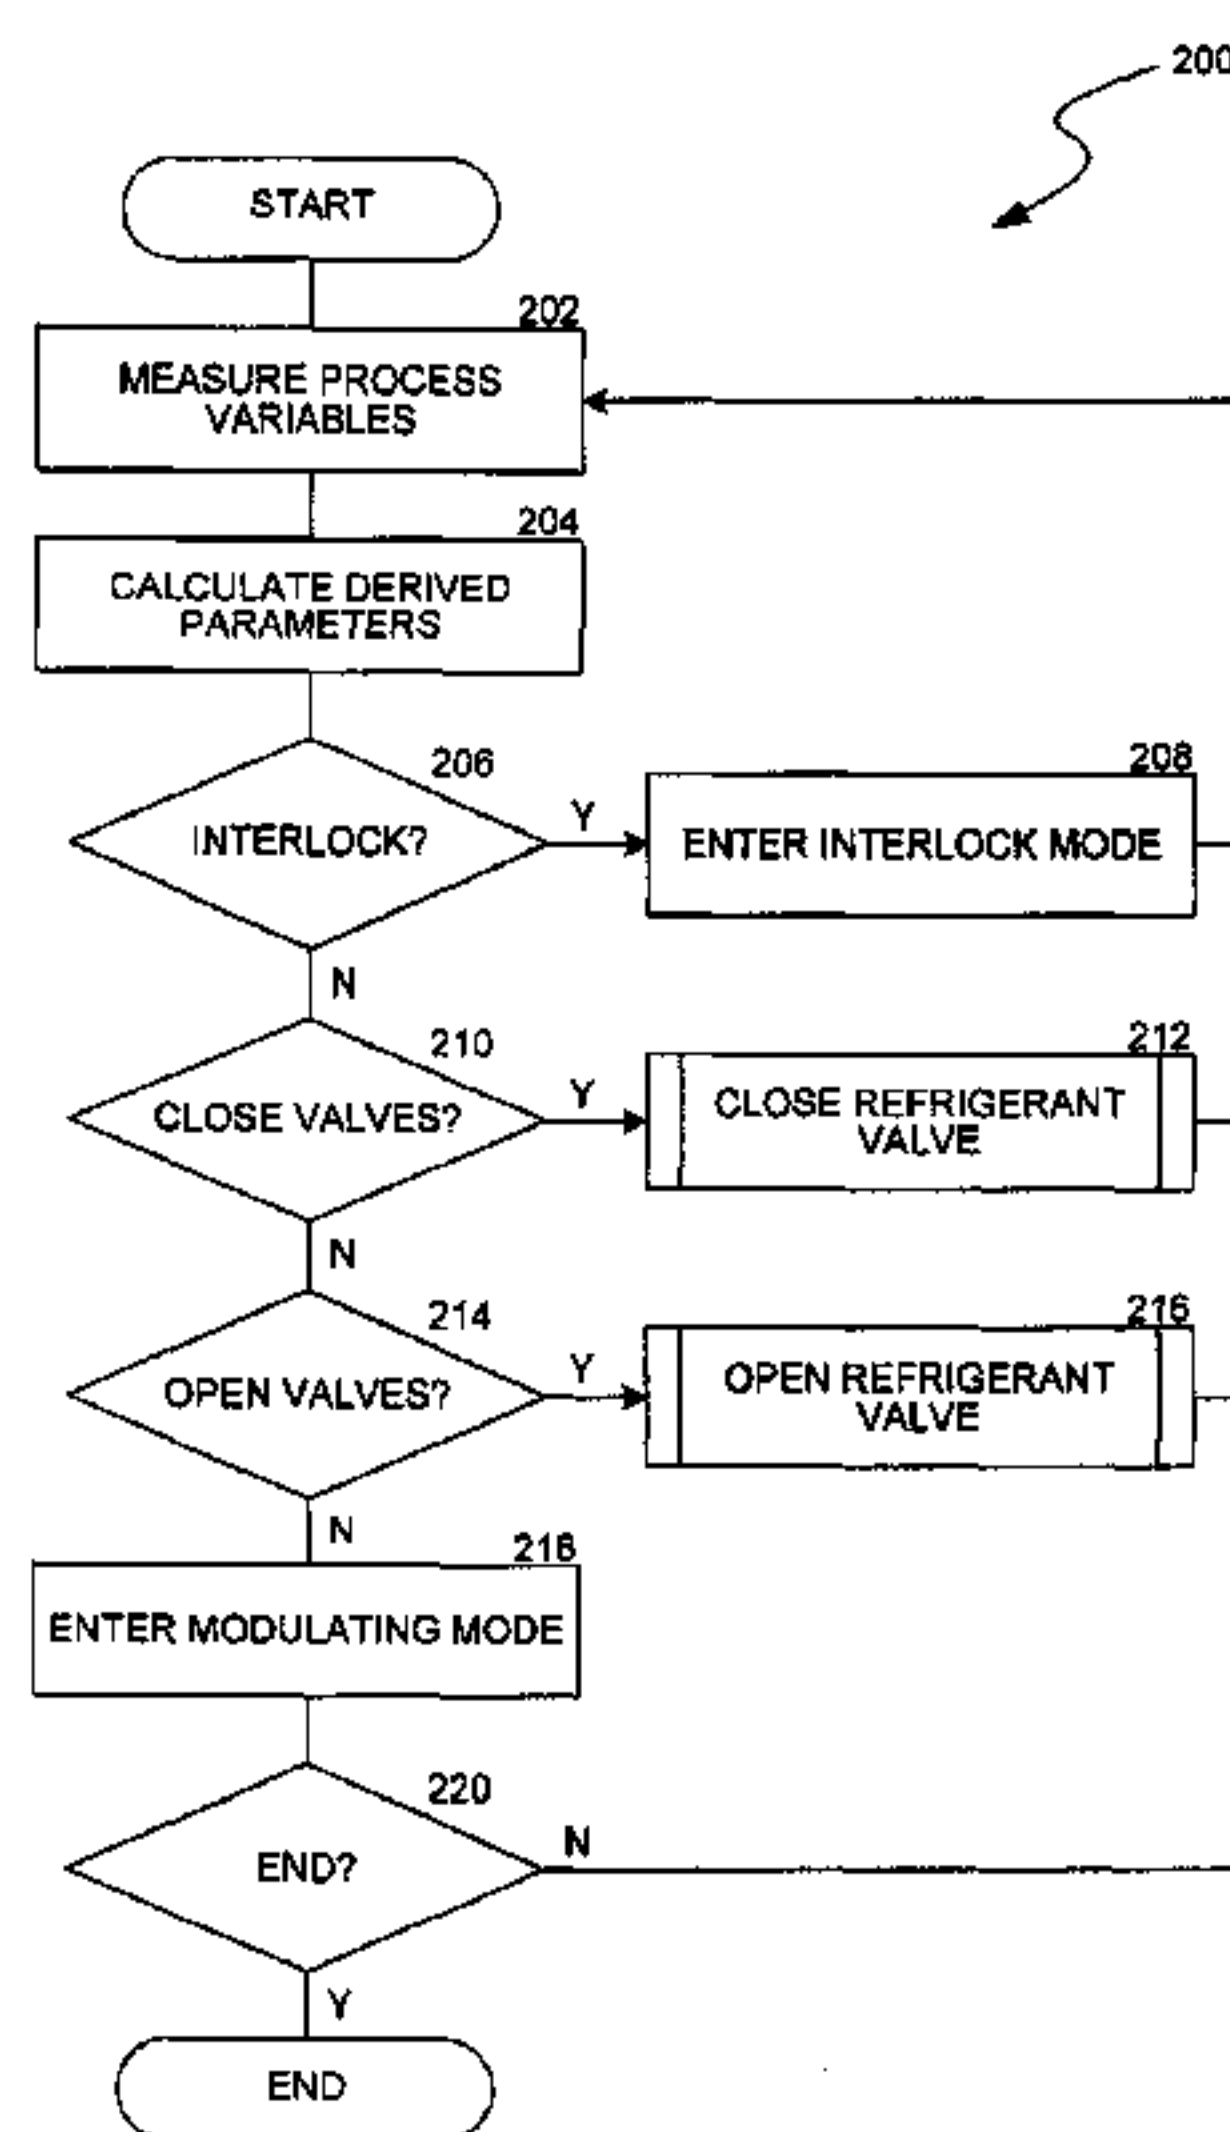 200
START
202
MEASURE PROCESS
VARIABLES
204
CALCULATE DERIVED
PARAMETERS
206
INTERLOCK?
Y
208
ENTER INTERLOCK MODE
N
210
CLOSE VALVES?
Y
212
CLOSE REFRIGERANT
VALVE
N
214
OPEN VALVES?
Y
216
OPEN REFRIGERANT
VALVE
N
218
ENTER MODULATING MODE
220
END?
N
Y
END